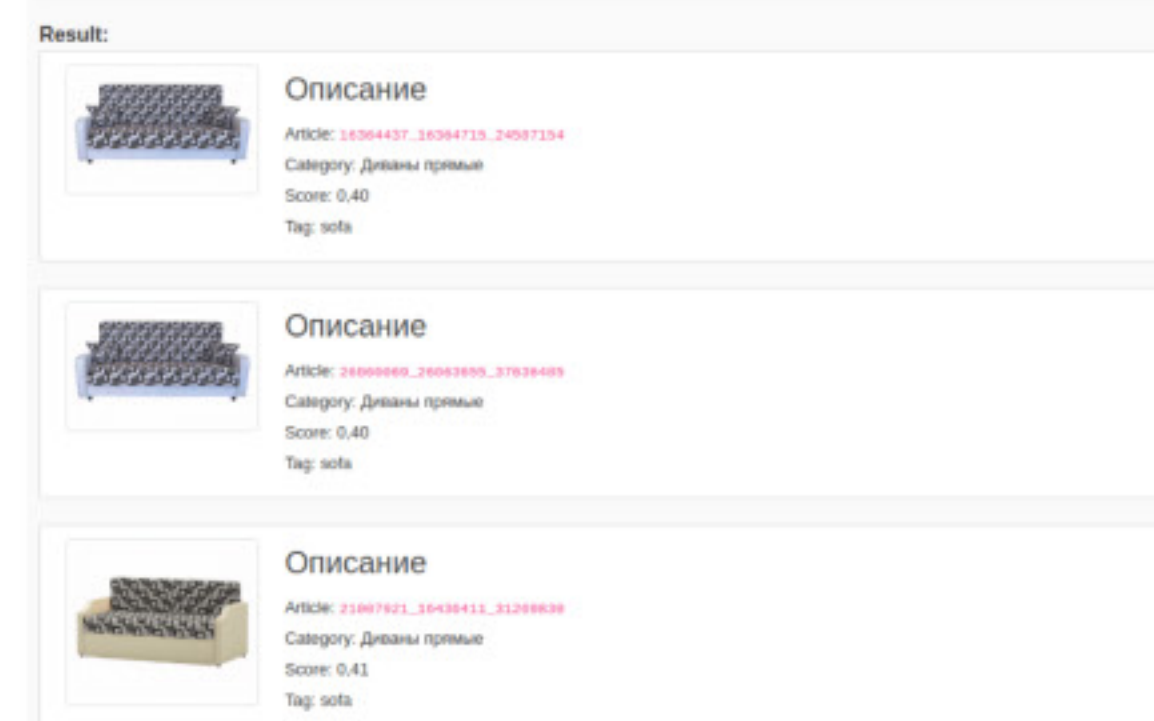 Result:
Описание
Article: 16364437_16364715_24587154
Category: Диваны прямые
Score: 0,40
Tag: sofa
Описание
Article:
Category: Диваны прямые
Score: 0,40
Tag: sofa
Описание
Article:
Category: Диваны прямые
Score: 0,41
Tag: sofa